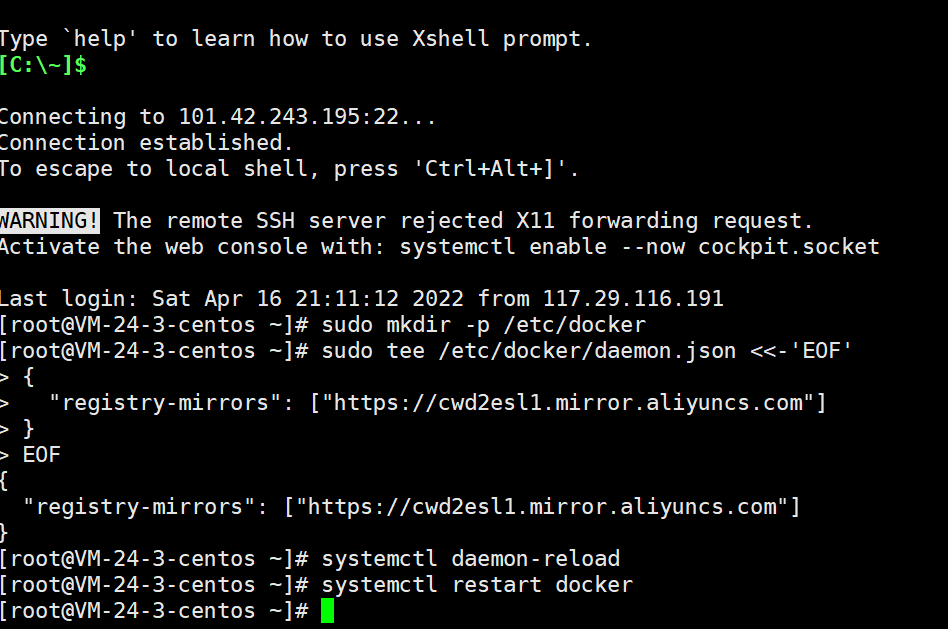 Type `help' to learn how to use Xshell prompt.
[C:\~]$
Connecting to 101.42.243.195:22...
Connection established.
To escape to local shell, press 'Ctrl+Alt+]'.
WARNING! The remote SSH server rejected X11 forwarding request.
Activate the web console with: systemctl enable --now cockpit.socket
Last login: Sat Apr 16 21:11:12 2022 from 117.29.116.191
[root@VM-24-3-centos ~]# sudo mkdir -p /etc/docker
[root@VM-24-3-centos ~]# sudo tee /etc/docker/daemon.json <<-'EOF'
> {
>   "registry-mirrors": ["https://cwd2esl1.mirror.aliyuncs.com"]
> }
> EOF
{
  "registry-mirrors": ["https://cwd2esl1.mirror.aliyuncs.com"]
}
[root@VM-24-3-centos ~]# systemctl daemon-reload
[root@VM-24-3-centos ~]# systemctl restart docker
[root@VM-24-3-centos ~]#